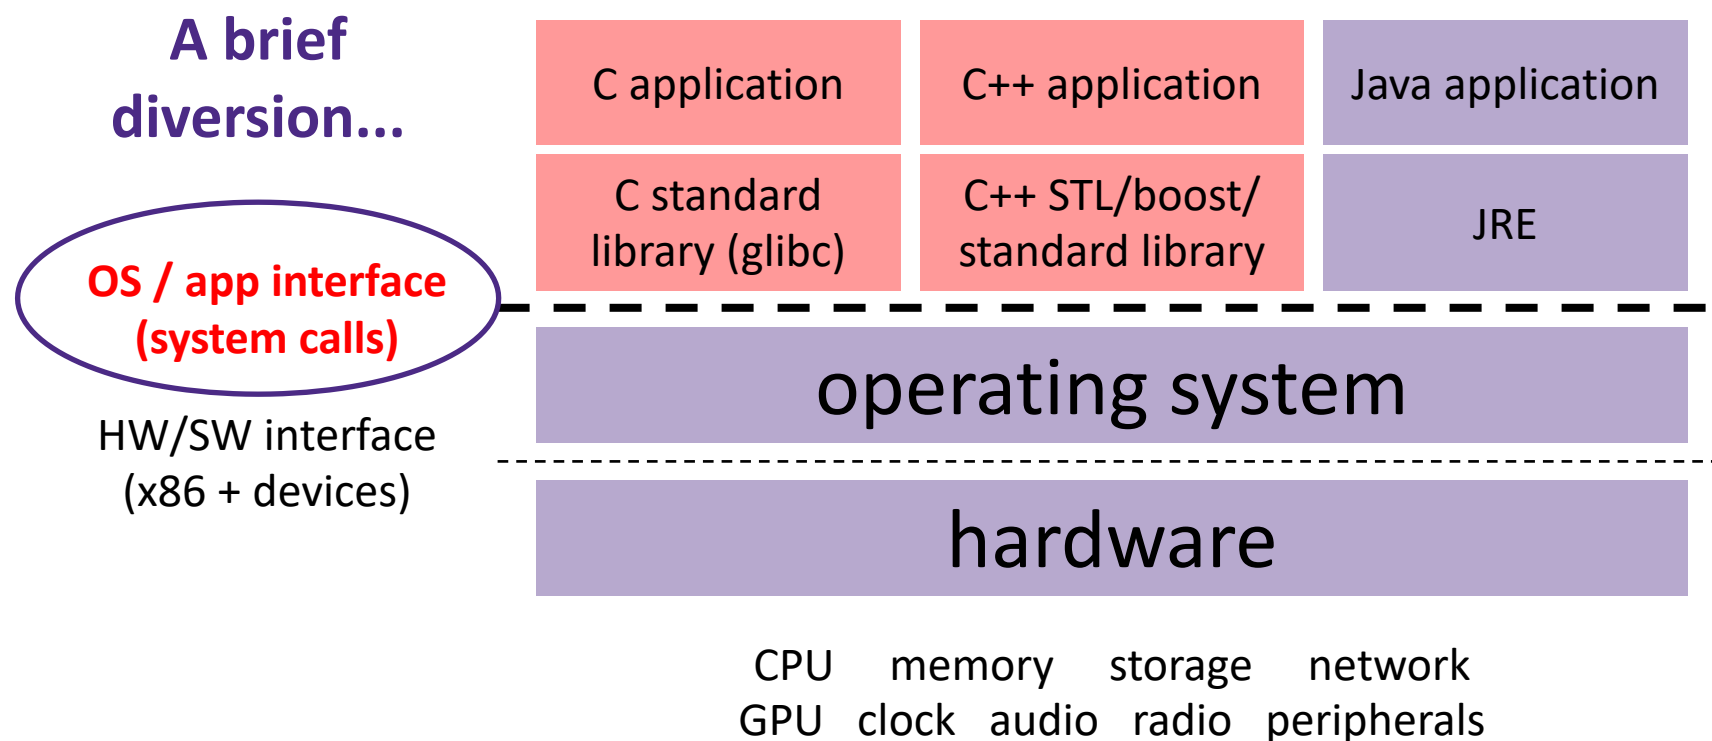 A brief
diversion...
C application
C++ application
Java application
C standard
library (glibc)
C++ STL/boost/
standard library
JRE
OS / app interface
(system calls)
operating system
HW/SW interface
(x86 + devices)
hardware
CPU memory storage network
GPU clock audio radio peripherals